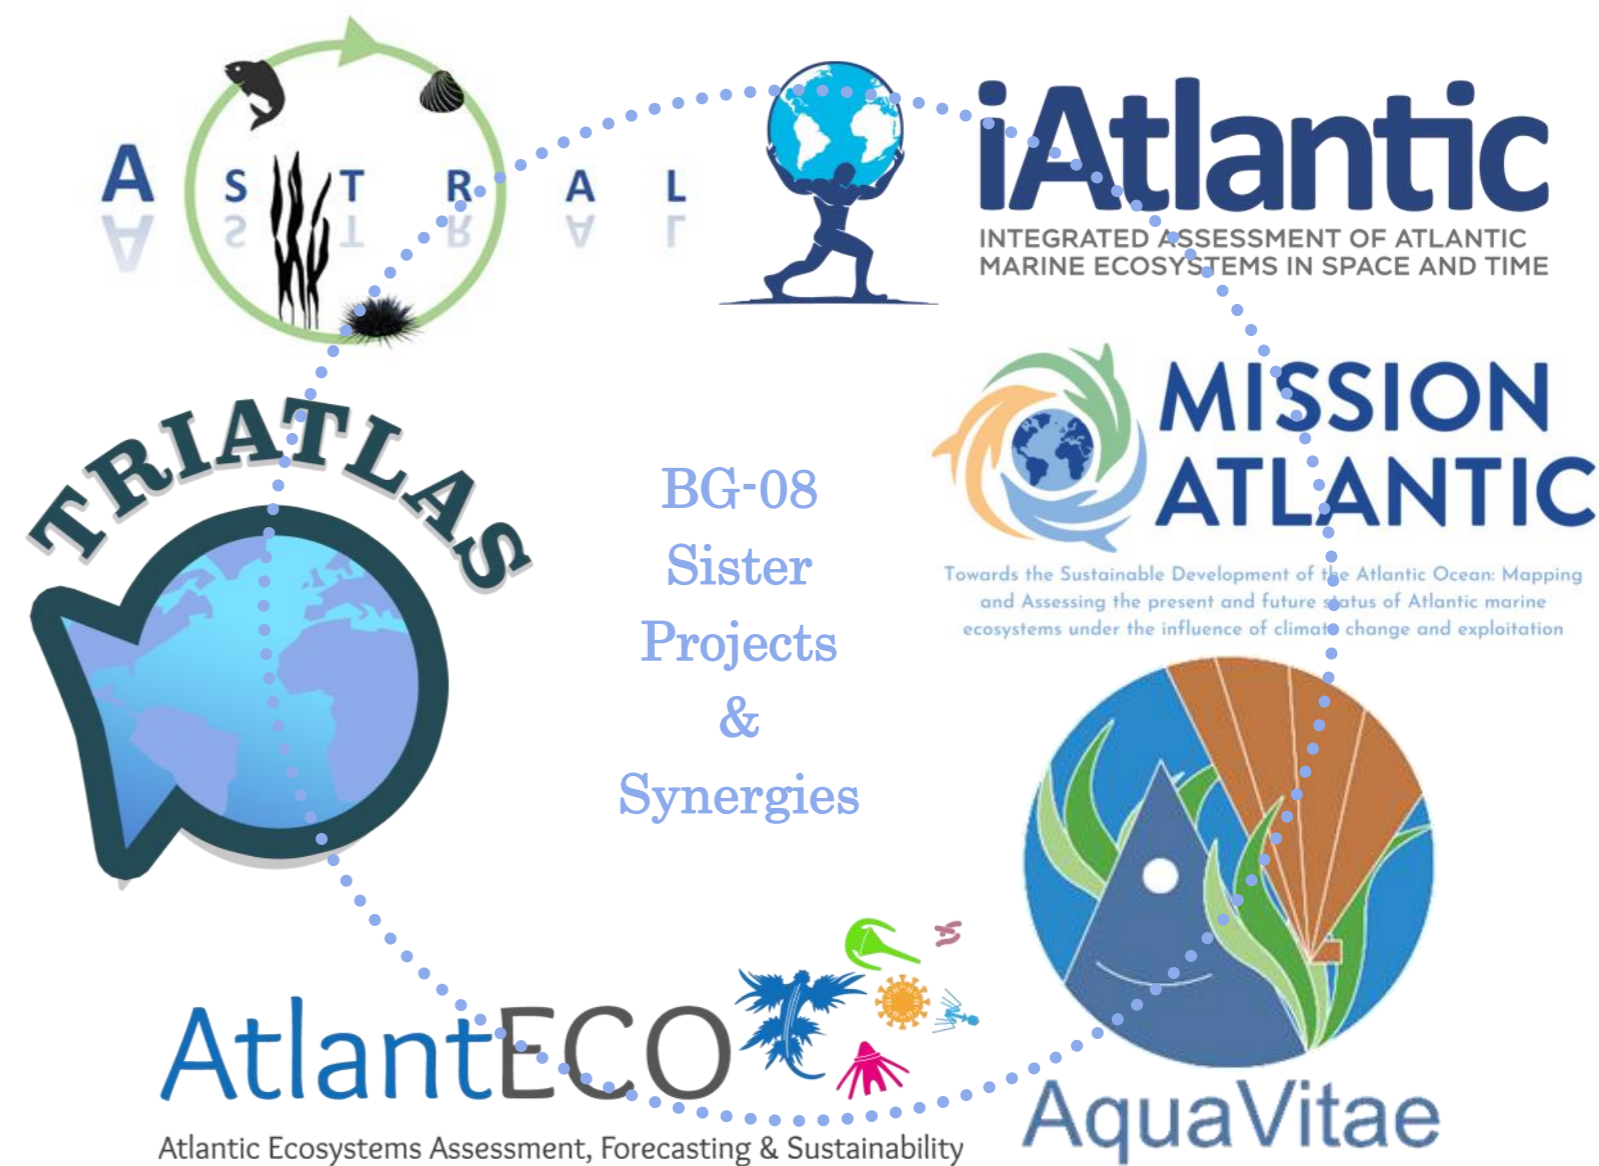 A S T R A L
iAtlantic
INTEGRATED ASSESSMENT OF ATLANTIC
MARINE ECOSYSTEMS IN SPACE AND TIME
TRIATLAS
MISSION
ATLANTIC
Towards the Sustainable Development of the Atlantic Ocean: Mapping
and Assessing the present and future status of Atlantic marine
ecosystems under the influence of climate change and exploitation
BG-08
Sister
Projects
&
Synergies
AtlantECO
Atlantic Ecosystems Assessment, Forecasting & Sustainability
AquaVitae